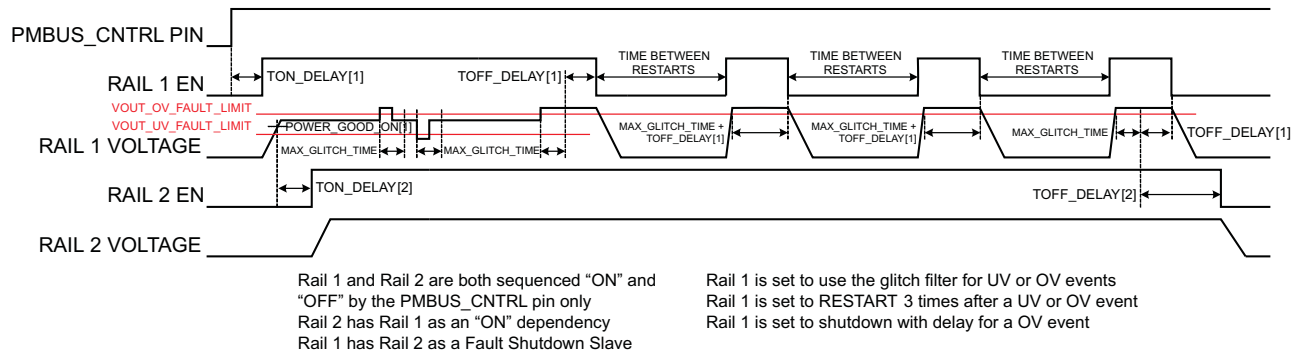 PMBUS_CNTRL PIN
TIME BETWEEN
RESTARTS
TIME BETWEEN
RESTARTS
TIME BETWEEN
RESTARTS
RAIL 1 EN
TON_DELAY[1]
TOFF_DELAY[1]
VOUT_OV_FAULT_LIMIT
VOUT_UV_FAULT_LIMIT
POWER_GOOD_ON[1]
RAIL 1 VOLTAGE
MAX_GLITCH_TIME
MAX_GLITCH_TIME
MAX_GLITCH_TIME +
TOFF_DELAY[1]
MAX_GLITCH_TIME +
TOFF_DELAY[1]
MAX_GLITCH_TIME
TOFF_DELAY[1]
RAIL 2 EN
TON_DELAY[2]
TOFF_DELAY[2]
RAIL 2 VOLTAGE
Rail 1 and Rail 2 are both sequenced “ON” and
“OFF” by the PMBUS_CNTRL pin only
Rail 2 has Rail 1 as an “ON” dependency
Rail 1 has Rail 2 as a Fault Shutdown Slave
Rail 1 is set to use the glitch filter for UV or OV events
Rail 1 is set to RESTART 3 times after a UV or OV event
Rail 1 is set to shutdown with delay for a OV event